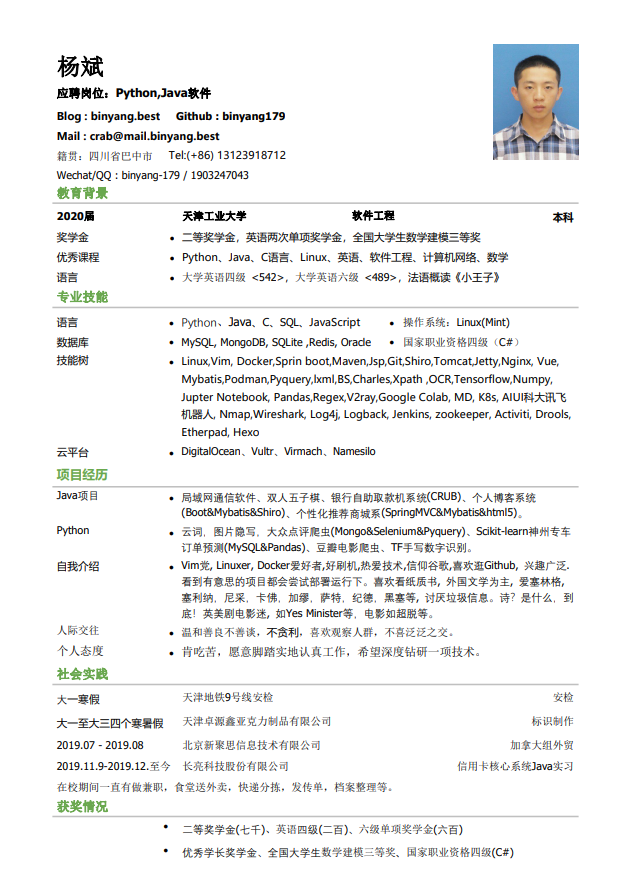 杨斌
应聘岗位：Python,Java软件
Blog : binyang.best Github : binyang179
Mail : crab@mail.binyang.best
籍贯：四川省巴中市 Tel:(+86) 13123918712
Wechat/QQ : binyang-179 / 1903247043
教育背景
2020届 天津工业大学 软件工程 本科
奖学金 • 二等奖学金，英语两次单项奖学金，全国大学生数学建模三等奖
优秀课程 • Python、Java、C语言、Linux、英语、软件工程、计算机网络、数学
语言 • 大学英语四级 <542>，大学英语六级 <489>，法语概读《小王子》
专业技能
语言 • Python、Java、C、SQL、JavaScript • 操作系统：Linux(Mint)
数据库 • MySQL, MongoDB, SQLite ,Redis, Oracle • 国家职业资格四级（C#）
技能树 • Linux,Vim, Docker,Sprin boot,Maven,Jsp,Git,Shiro,Tomcat,Jetty,Nginx, Vue,
Mybatis,Podman,Pyquery,lxml,BS,Charles,Xpath ,OCR,Tensorflow,Numpy,
Jupter Notebook, Pandas,Regex,V2ray,Google Colab, MD, K8s, AIUI科大讯飞
机器人, Nmap,Wireshark, Log4j, Logback, Jenkins, zookeeper, Activiti, Drools,
Etherpad, Hexo
云平台 • DigitalOcean、Vultr、Virmach、Namesilo
项目经历
Java项目 • 局域网通信软件、双人五子棋、银行自助取款机系统(CRUB)、个人博客系统
(Boot&Mybatis&Shiro)、个性化推荐商城系(SpringMVC&Mybatis&html5)。
Python • 云词，图片隐写，大众点评爬虫(Mongo&Selenium&Pyquery)、Scikit-learn神州专车
订单预测(MySQL&Pandas)、豆瓣电影爬虫、TF手写数字识别。
自我介绍 • Vim党, Linuxer, Docker爱好者,好刷机,热爱技术,信仰谷歌,喜欢逛Github, 兴趣广泛.
看到有意思的项目都会尝试部署运行下。喜欢看纸质书, 外国文学为主, 爱塞林格,
塞利纳, 尼采, 卡佛, 加缪, 萨特, 纪德, 黑塞等, 讨厌垃圾信息。诗? 是什么, 到
底! 英美剧电影迷, 如Yes Minister等, 电影如超脱等。
人际交往 • 温和善良不善谈，不贪利，喜欢观察人群，不喜泛泛之交。
个人态度 • 肯吃苦，愿意脚踏实地认真工作，希望深度钻研一项技术。
社会实践
大一寒假 天津地铁9号线安检 安检
大一至大三四个寒暑假 天津卓源鑫亚克力制品有限公司 标识制作
2019.07 - 2019.08 北京新聚思信息技术有限公司 加拿大组外贸
2019.11.9-2019.12.至今 长亮科技股份有限公司 信用卡核心系统Java实习
在校期间一直有做兼职，食堂送外卖，快递分拣，发传单，档案整理等。
获奖情况
• 二等奖学金(七千)、英语四级(二百)、六级单项奖学金(六百)
• 优秀学长奖学金、全国大学生数学建模三等奖、国家职业资格四级(C#)